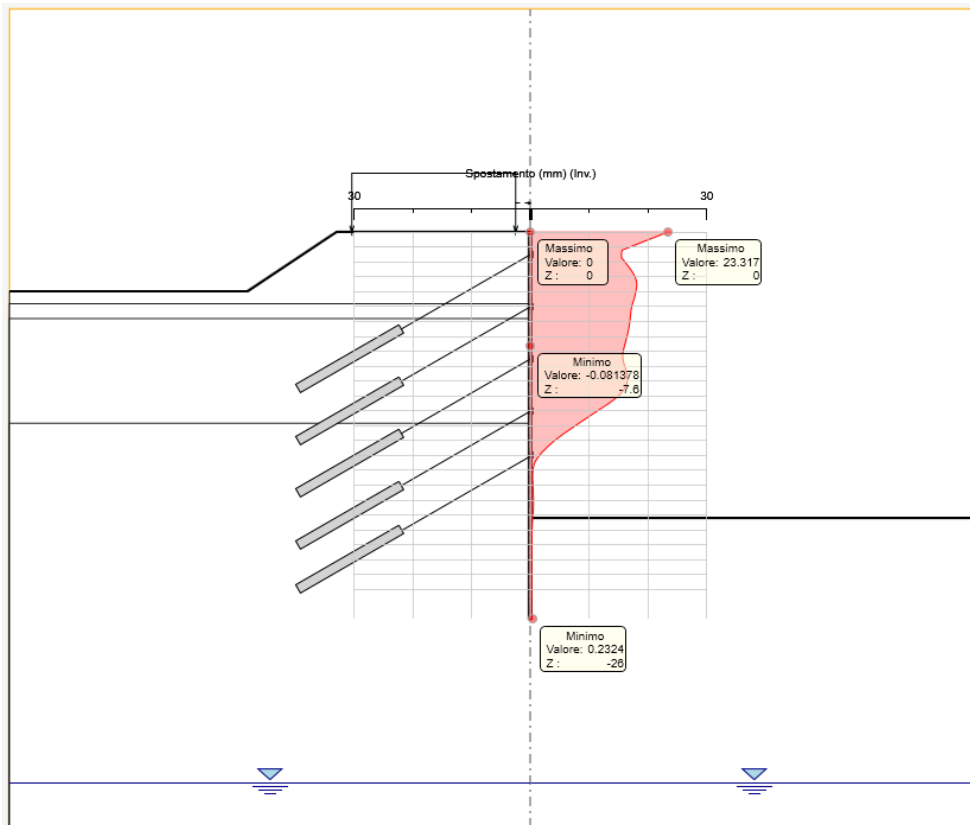 Spostamento (mm) (Inv.)
30
30
Massimo
Valore: 0
Z : 0
Massimo
Valore: 23.317
Z : 0
Minimo
Valore: -0.081378
Z : -7.6
Minimo
Valore: 0.2324
Z : -26